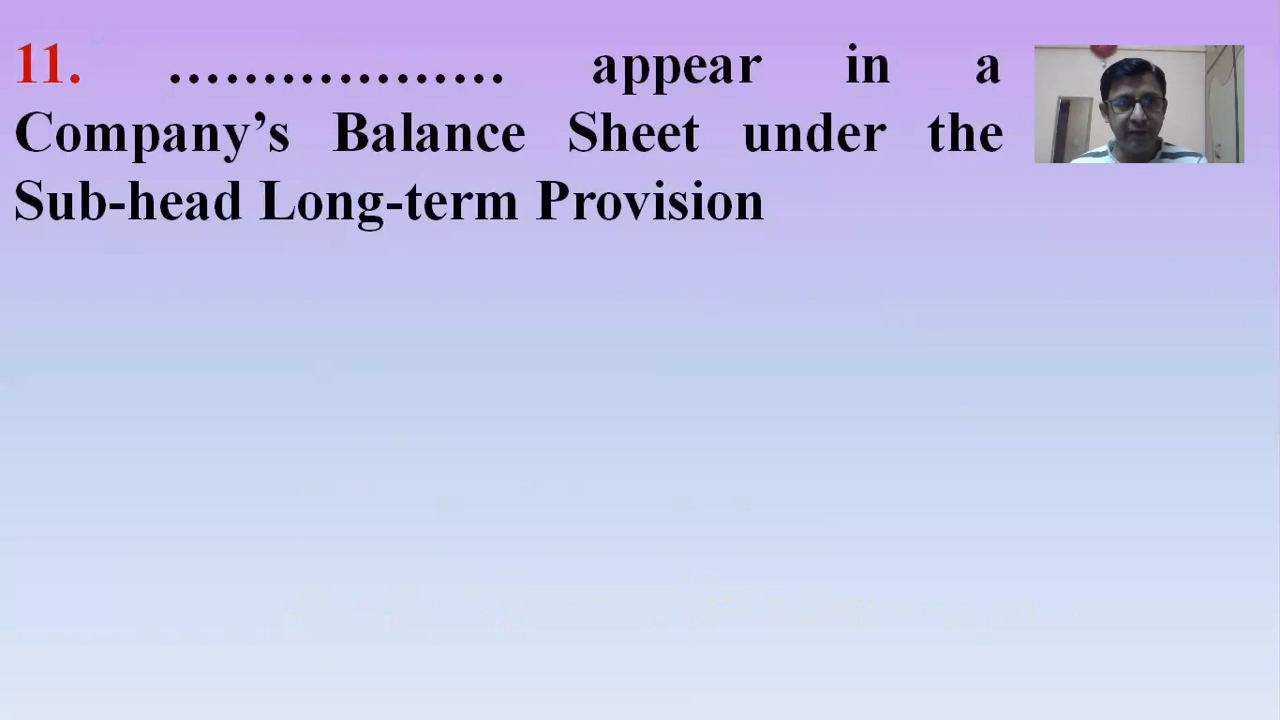 11. ……………… appear in a
Company’s Balance Sheet under the
Sub-head Long-term Provision